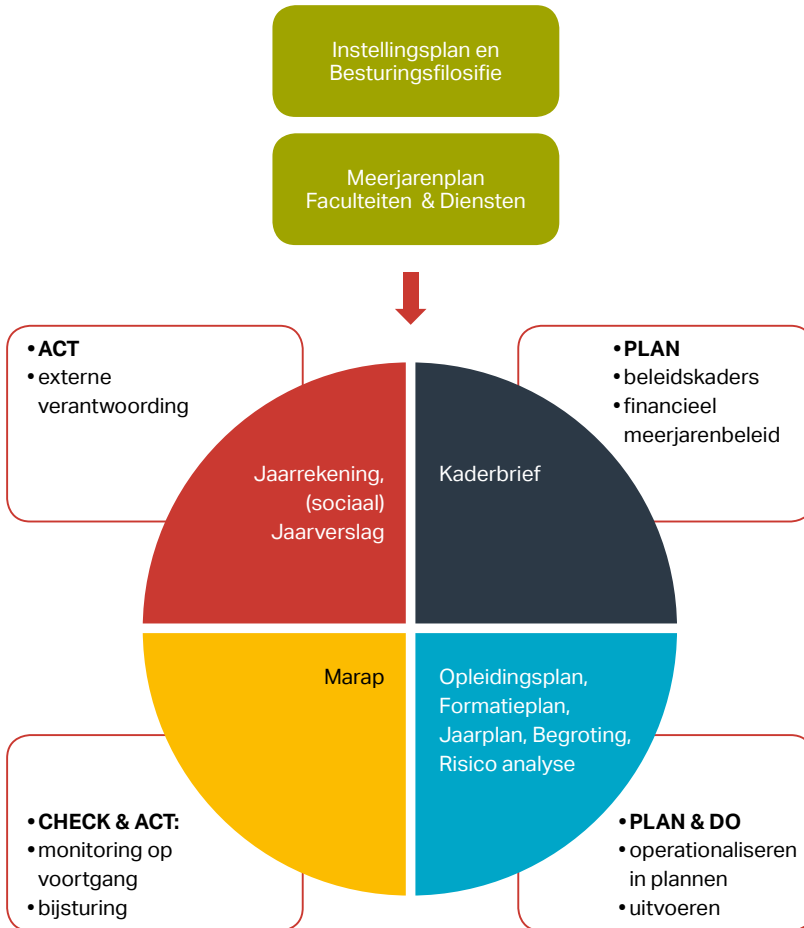 Instellingsplan en
Besturingsfilosifie
Meerjarenplan
Faculteiten & Diensten
• ACT
• externe
verantwoording
• PLAN
• beleidskaders
• financieel
meerjarenbeleid
Jaarrekening,
(sociaal)
Jaarverslag
Kaderbrief
Marap
Opleidingsplan,
Formatieplan,
Jaarplan, Begroting,
Risico analyse
• CHECK & ACT:
• monitoring op
voortgang
• bijsturing
• PLAN & DO
• operationaliseren
in plannen
• uitvoeren